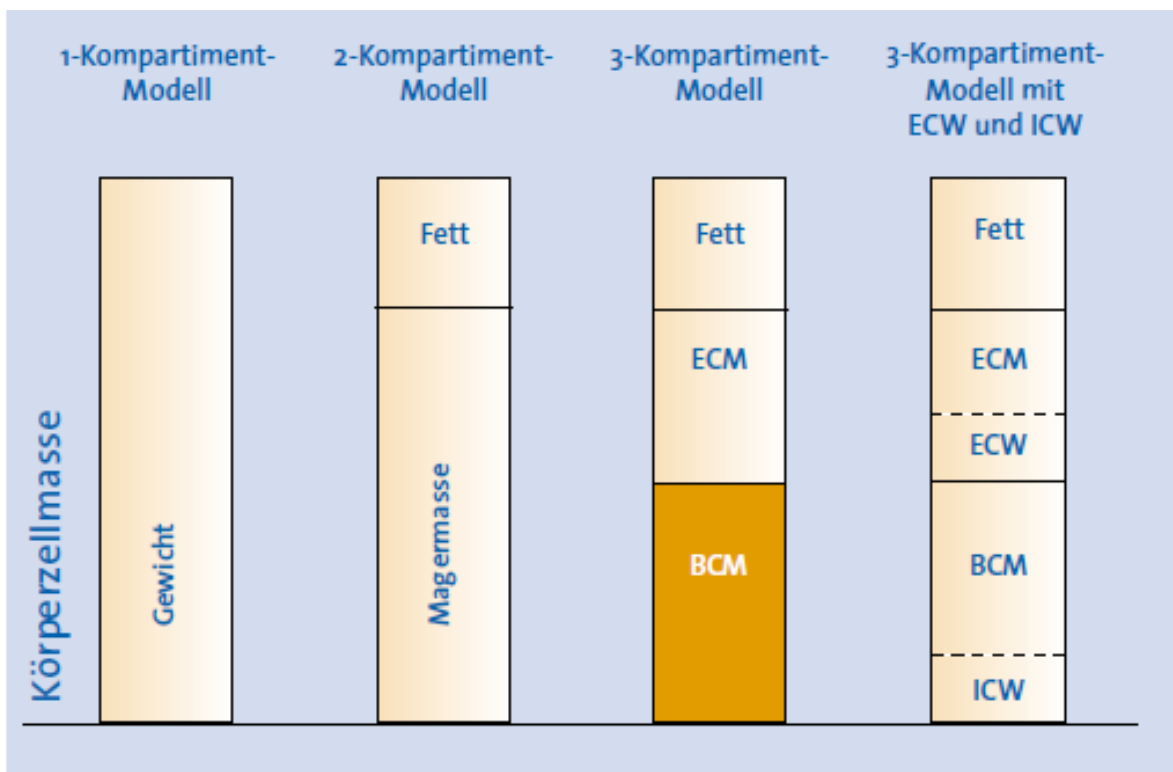 1-Kompartiment-
Modell
2-Kompartiment-
Modell
3-Kompartiment-
Modell
3-Kompartiment-
Modell mit
ECW und ICW
Körperzellmasse
Gewicht
Fett
Magermasse
Fett
ECM
BCM
Fett
ECM
ECW
BCM
ICW